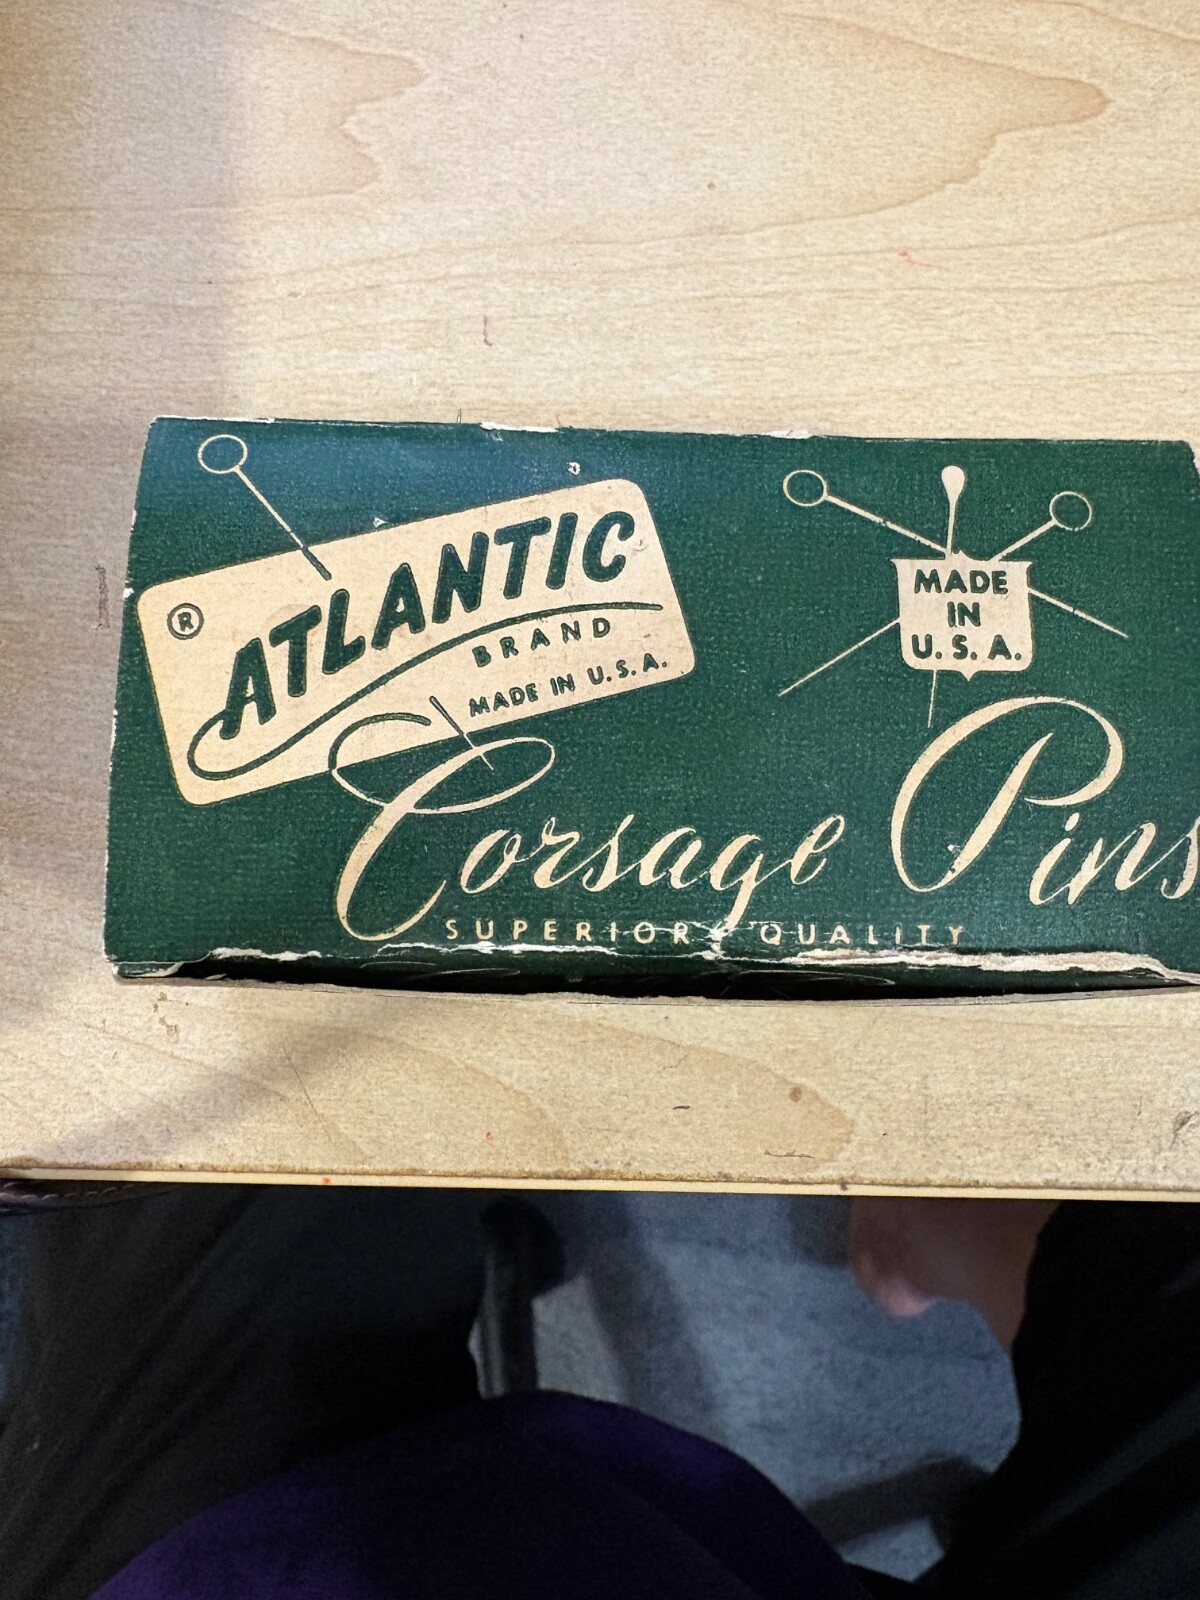 ®
ATLANTIC
BRAND
MADE IN U.S.A.
MADE
IN
U.S.A.
Corsage Pins
SUPERIOR QUALITY